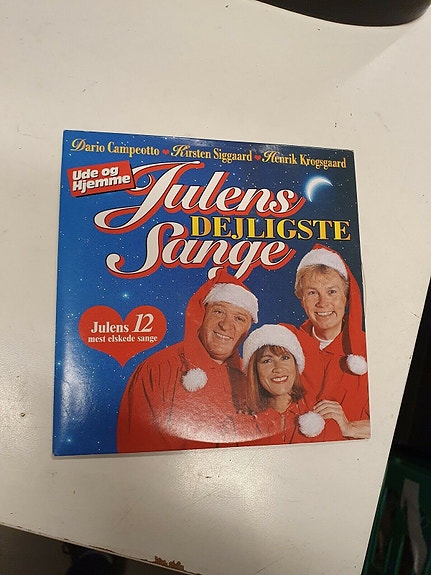 Dario Campeotto ♥ Kirsten Siggaard ♥ Henrik Krogsgaard
Ude og
Hjemme
Julens
DEJLIGSTE
Sange
Julens 12
mest elskede sange